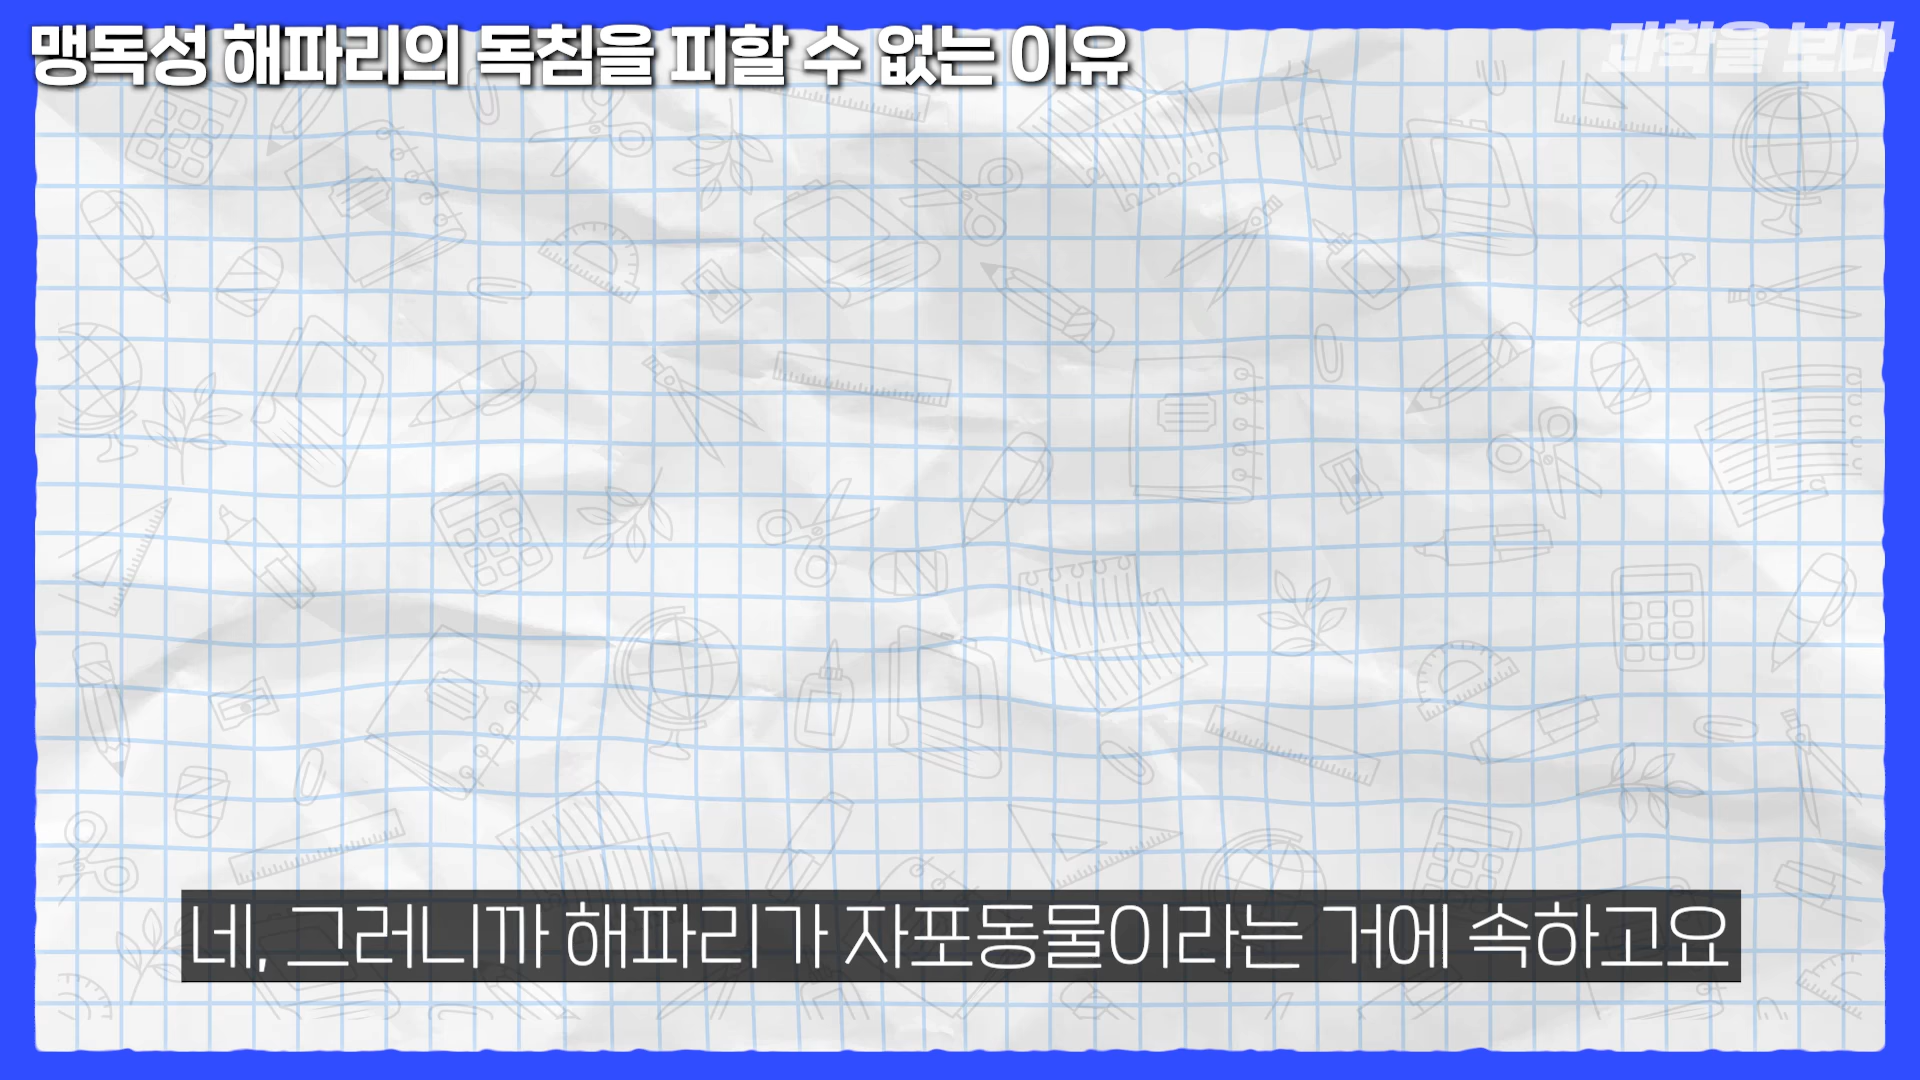 맹독성 해파리의 독침을 피할 수 없는 이유
과학을 보다
네, 그러니까 해파리가 자포동물이라는 거에 속하고요